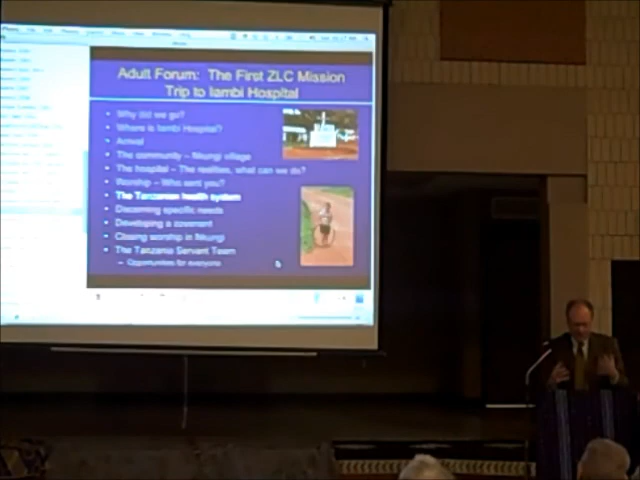 Adult Forum: The First ZLC Mission
Trip to Iambi Hospital
• Why did we go?
• Where is Iambi Hospital?
• Arrival
• The community – Nkungi village
• The hospital – The realities, what can we do?
• Worship – Who sent you?
• The Tanzanian health system
• Discerning specific needs
• Developing a covenant
• Closing worship in Nkungi
• The Tanzania Servant Team
– Opportunities for everyone